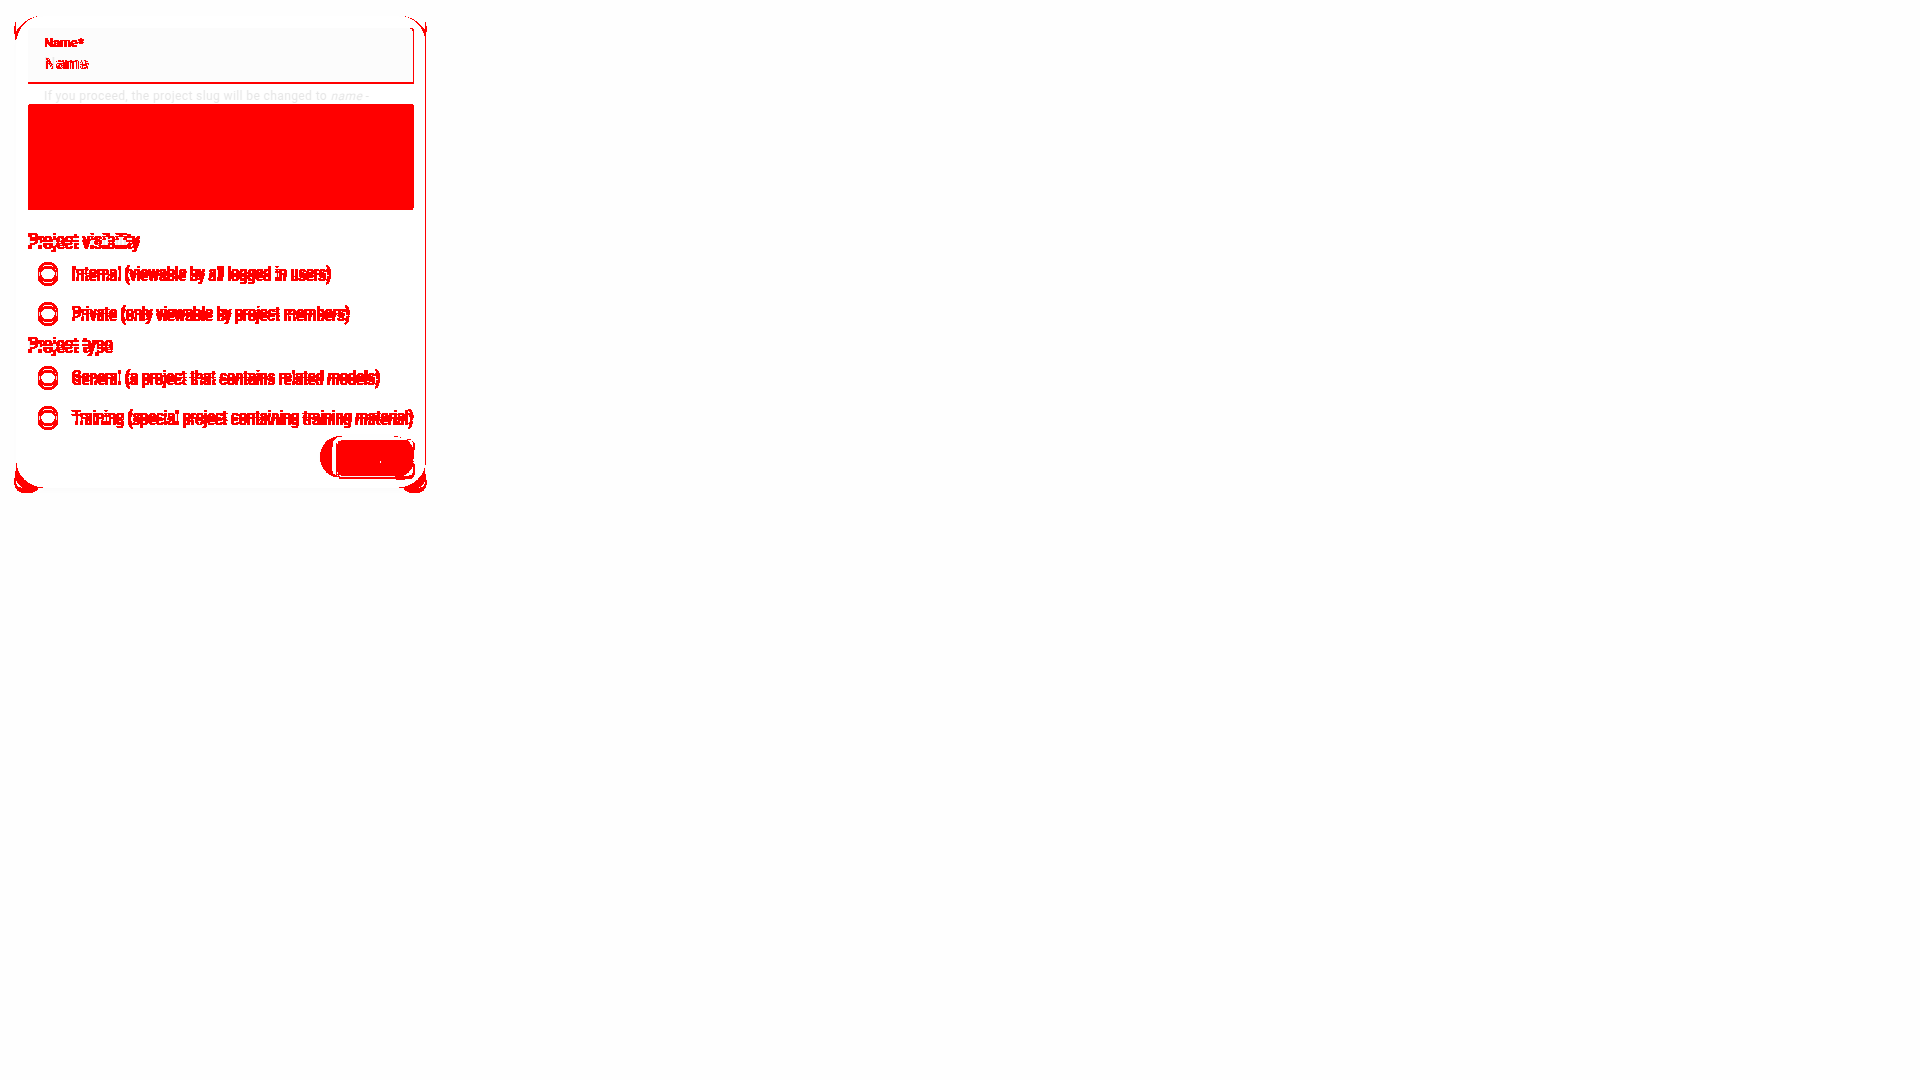 Name*
Name
If you proceed, the project slug will be changed to name-
Project visibility
Internal (viewable by all logged in users)
Private (only viewable by project members)
Project type
General (a project that contains related models)
Training (special project containing training material)